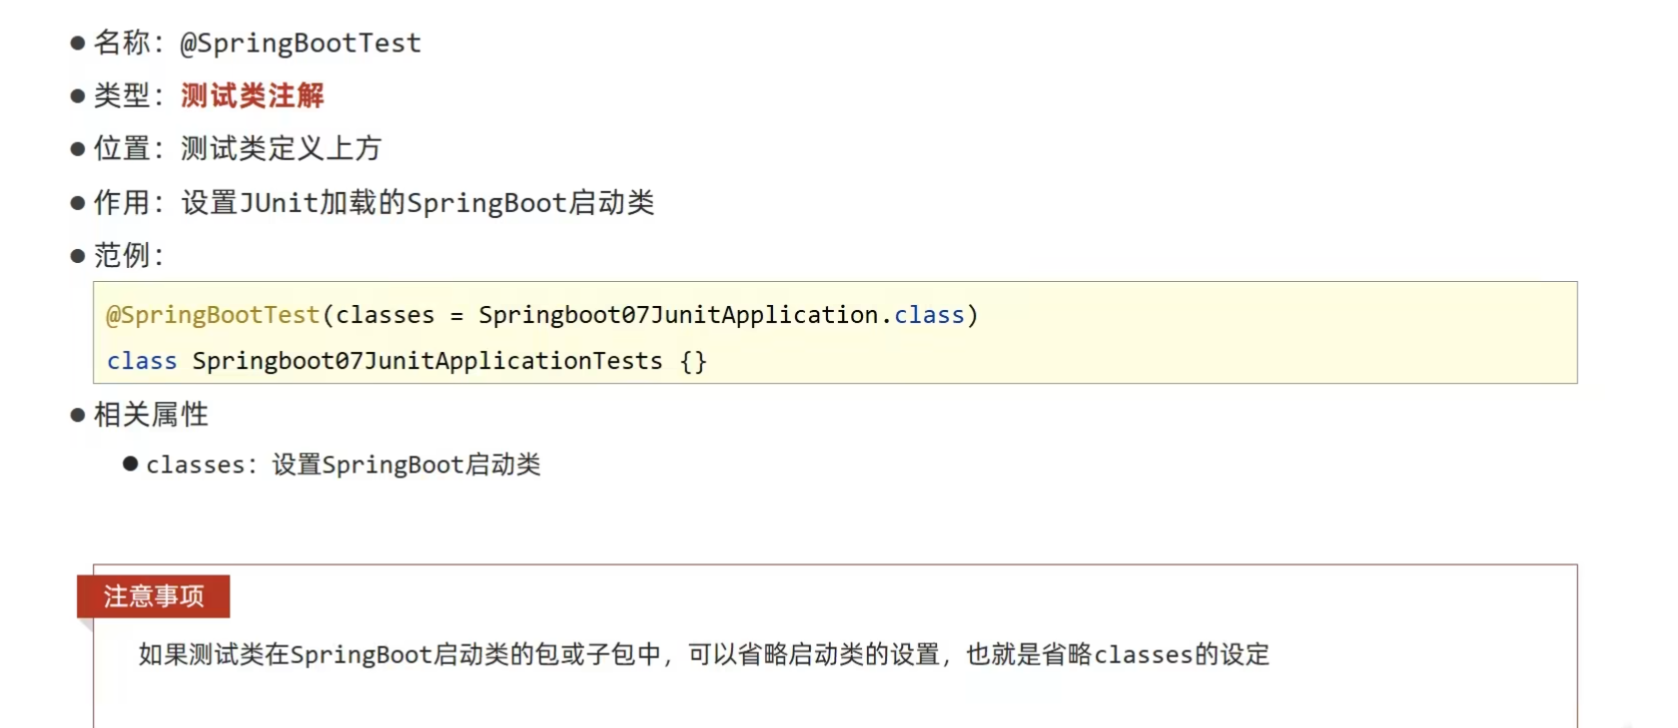 ● 名称：@SpringBootTest
● 类型：测试类注解
● 位置：测试类定义上方
● 作用：设置JUnit加载的SpringBoot启动类
● 范例：
@SpringBootTest(classes = Springboot07JunitApplication.class)
class Springboot07JunitApplicationTests {}
● 相关属性
● classes：设置SpringBoot启动类
注意事项
如果测试类在SpringBoot启动类的包或子包中，可以省略启动类的设置，也就是省略classes的设定